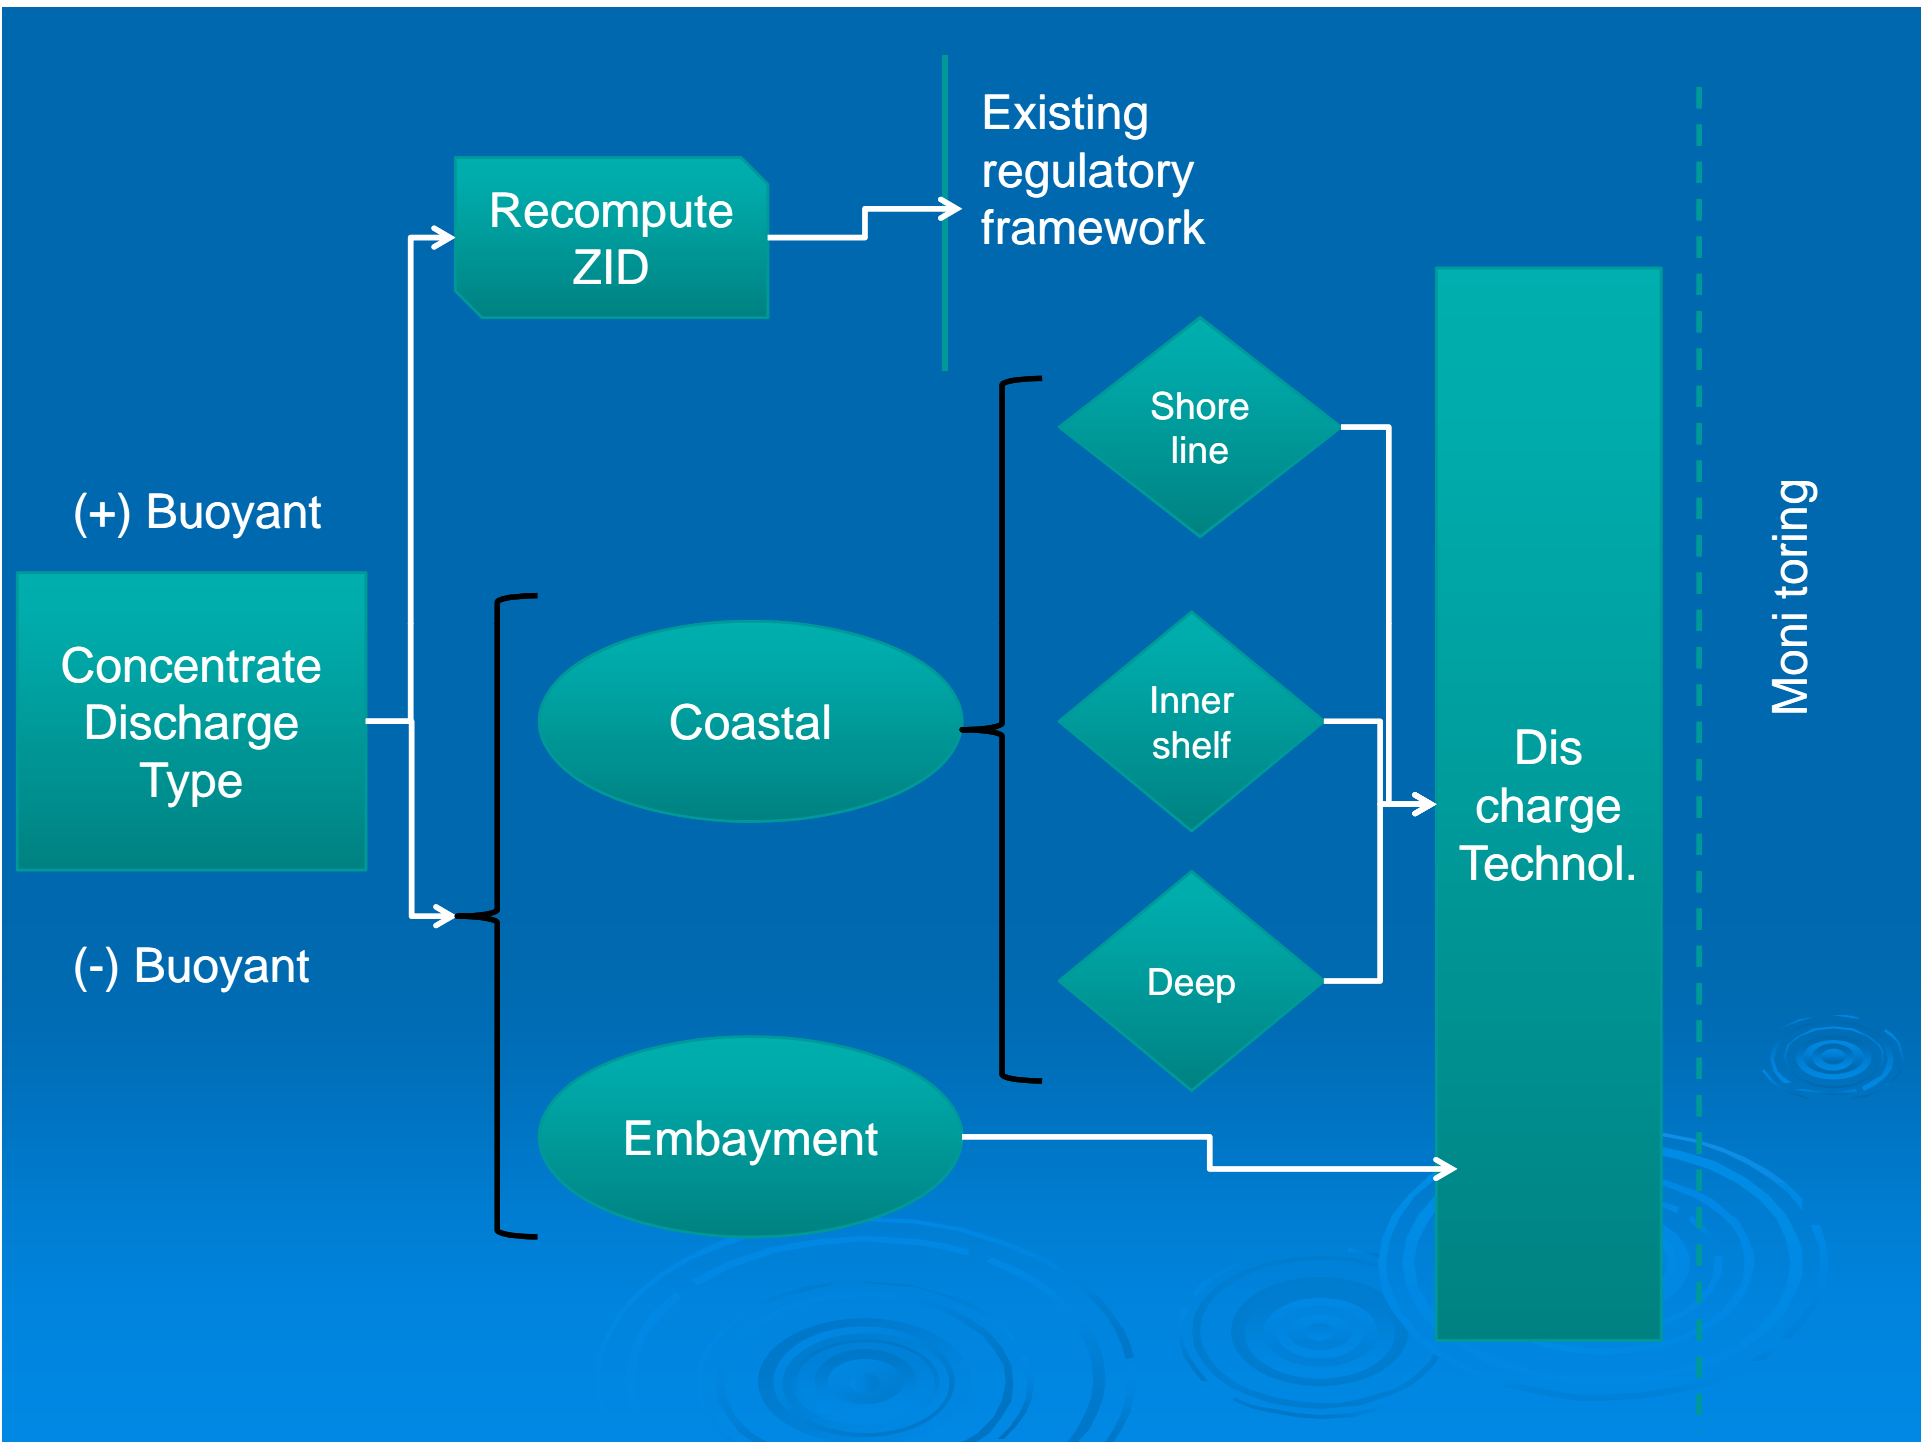 Existing
regulatory
framework
Recompute
ZID
Shore
line
(+) Buoyant
Concentrate
Discharge
Type
Coastal
Inner
shelf
Dis
charge
Technol.
Moni toring
(-) Buoyant
Deep
Embayment